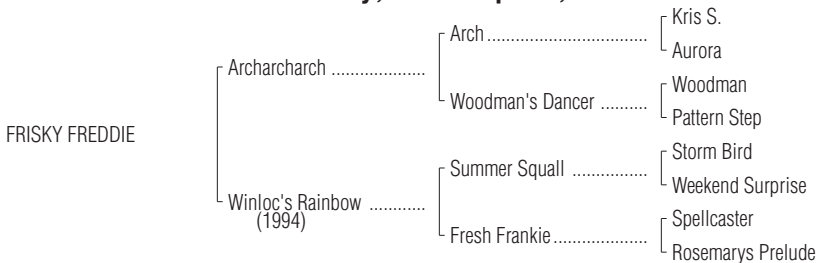 Kris S.
Arch ..................................
Aurora
Archarcharch ....................
Woodman
Woodman's Dancer ..........
Pattern Step
FRISKY FREDDIE
Storm Bird
Summer Squall ................
Weekend Surprise
Winloc's Rainbow ............
(1994)
Spellcaster
Fresh Frankie....................
Rosemarys Prelude